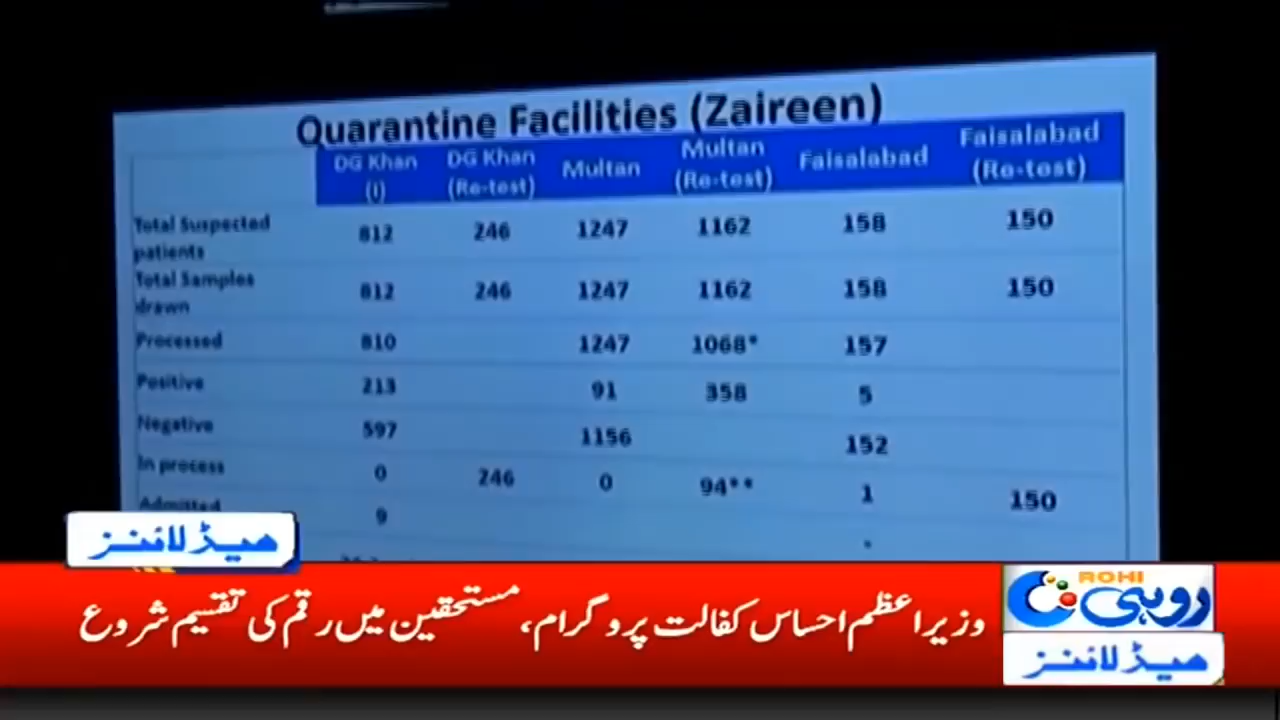 Quarantine Facilities (Zaireen)
DG Khan (I) DG Khan (Re-test) Multan Multan (Re-test) Faisalabad Faisalabad (Re-test)
Total Suspected patients 812 246 1247 1162 158 150
Total Samples drawn 812 246 1247 1162 158 150
Processed 810 1247 1068* 157
Positive 213 91 358 5
Negative 597 1156 152
In process 0 246 0 94** 1 150
Admitted 9
ہیڈ لائنز
وزیراعظم احساس کفالت پروگرام، مستحقین میں رقم کی تقسیم شروع
ROHI
روہی
ہیڈ لائنز